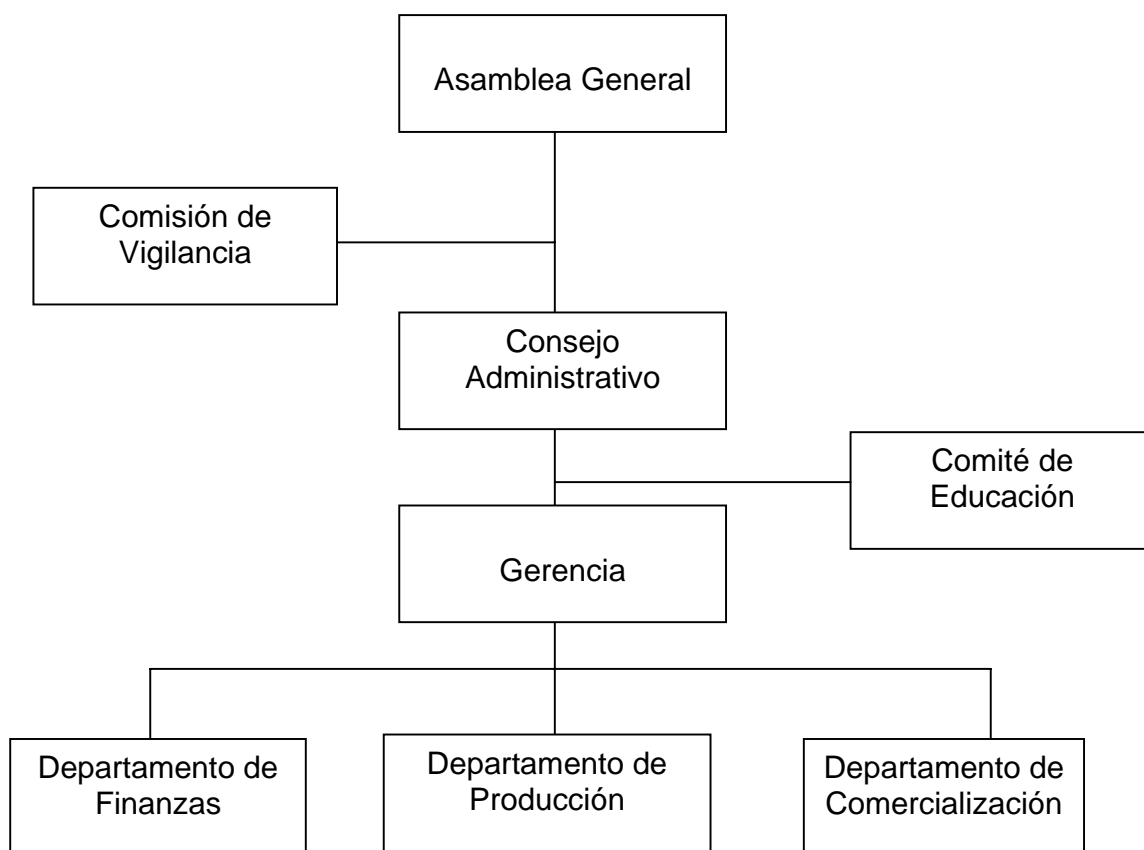 Asamblea General
Comisión de
Vigilancia
Consejo
Administrativo
Comité de
Educación
Gerencia
Departamento de
Finanzas
Departamento de
Producción
Departamento de
Comercialización